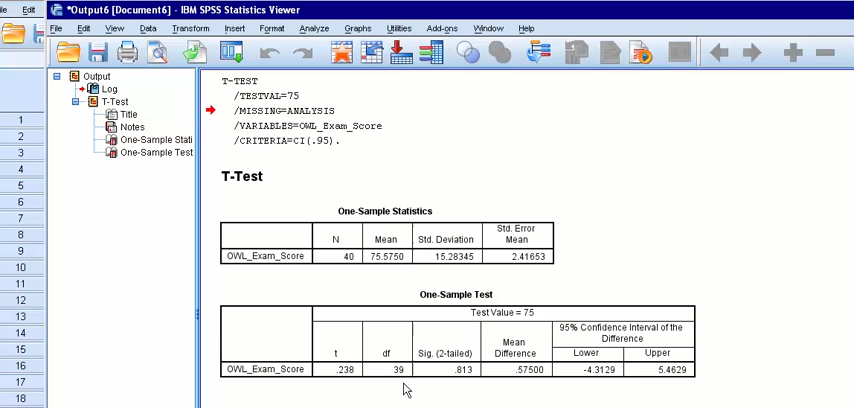 le
Edit
*Output6 [Document6] - IBM SPSS Statistics Viewer
File Edit View Data Transform Insert Format Analyze Graphs Utilities Add-ons Window Help
Output
Log
T-Test
Title
Notes
One-Sample Stati
One-Sample Test
1
2
3
4
5
6
7
8
9
10
11
12
13
14
15
16
17
18
T-TEST
/TESTVAL=75
/MISSING=ANALYSIS
/VARIABLES=OWL_Exam_Score
/CRITERIA=CI(.95).
T-Test
One-Sample Statistics
N Mean Std. Deviation Std. Error Mean
OWL_Exam_Score 40 75.5750 15.28345 2.41653
One-Sample Test
Test Value = 75
t df Sig. (2-tailed) Mean Difference 95% Confidence Interval of the Difference
Lower Upper
OWL_Exam_Score .238 39 .813 .57500 -4.3129 5.4629